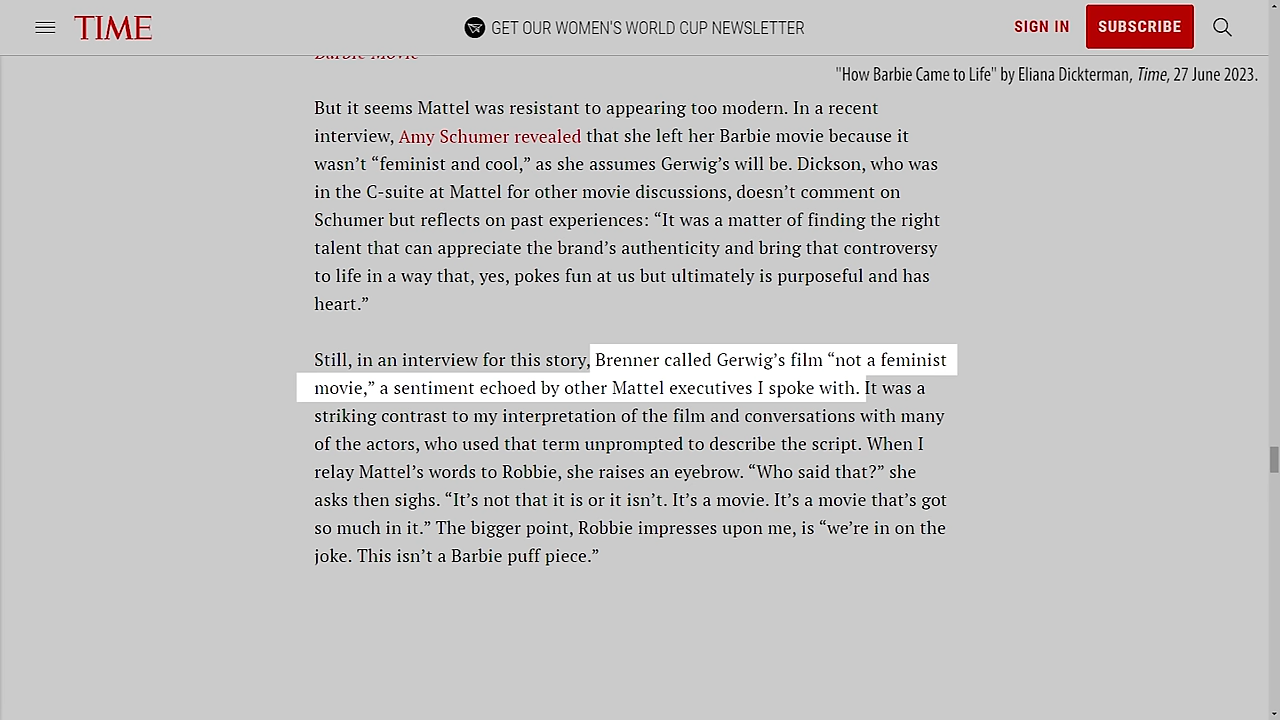 TIME
GET OUR WOMEN'S WORLD CUP NEWSLETTER
SIGN IN
SUBSCRIBE
Barbie Movie
"How Barbie Came to Life" by Eliana Dickterman, Time, 27 June 2023.
But it seems Mattel was resistant to appearing too modern. In a recent
interview, Amy Schumer revealed that she left her Barbie movie because it
wasn’t “feminist and cool,” as she assumes Gerwig’s will be. Dickson, who was
in the C-suite at Mattel for other movie discussions, doesn’t comment on
Schumer but reflects on past experiences: “It was a matter of finding the right
talent that can appreciate the brand’s authenticity and bring that controversy
to life in a way that, yes, pokes fun at us but ultimately is purposeful and has
heart.”
Still, in an interview for this story, Brenner called Gerwig’s film “not a feminist
movie,” a sentiment echoed by other Mattel executives I spoke with. It was a
striking contrast to my interpretation of the film and conversations with many
of the actors, who used that term unprompted to describe the script. When I
relay Mattel’s words to Robbie, she raises an eyebrow. “Who said that?” she
asks then sighs. “It’s not that it is or it isn’t. It’s a movie. It’s a movie that’s got
so much in it.” The bigger point, Robbie impresses upon me, is “we’re in on the
joke. This isn’t a Barbie puff piece.”